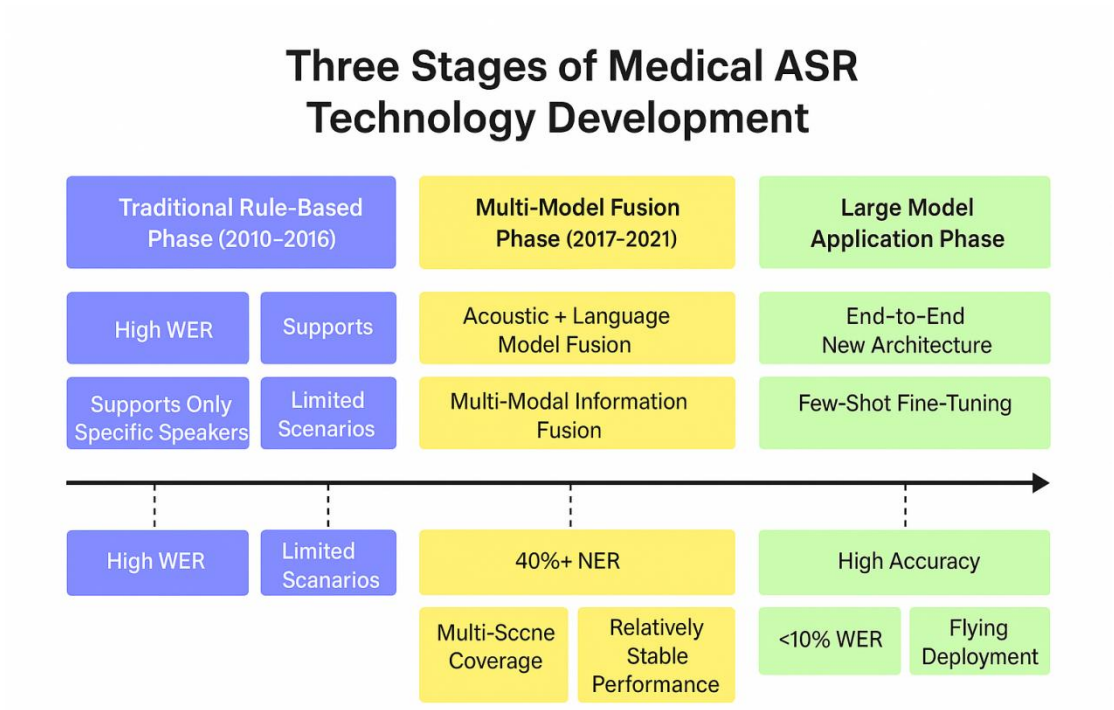 Three Stages of Medical ASR
Technology Development
Traditional Rule-Based
Phase (2010–2016)
Multi-Model Fusion
Phase (2017–2021)
Large Model
Application Phase
High WER
Supports
Acoustic + Language
Model Fusion
End-to-End
New Architecture
Supports Only
Specific Speakers
Limited
Scenarios
Multi-Modal Information
Fusion
Few-Shot Fine-Tuning
High WER
Limited
Scanarios
40%+ NER
High Accuracy
Multi-Sccne
Coverage
Relatively
Stable
Performance
<10% WER
Flying
Deployment